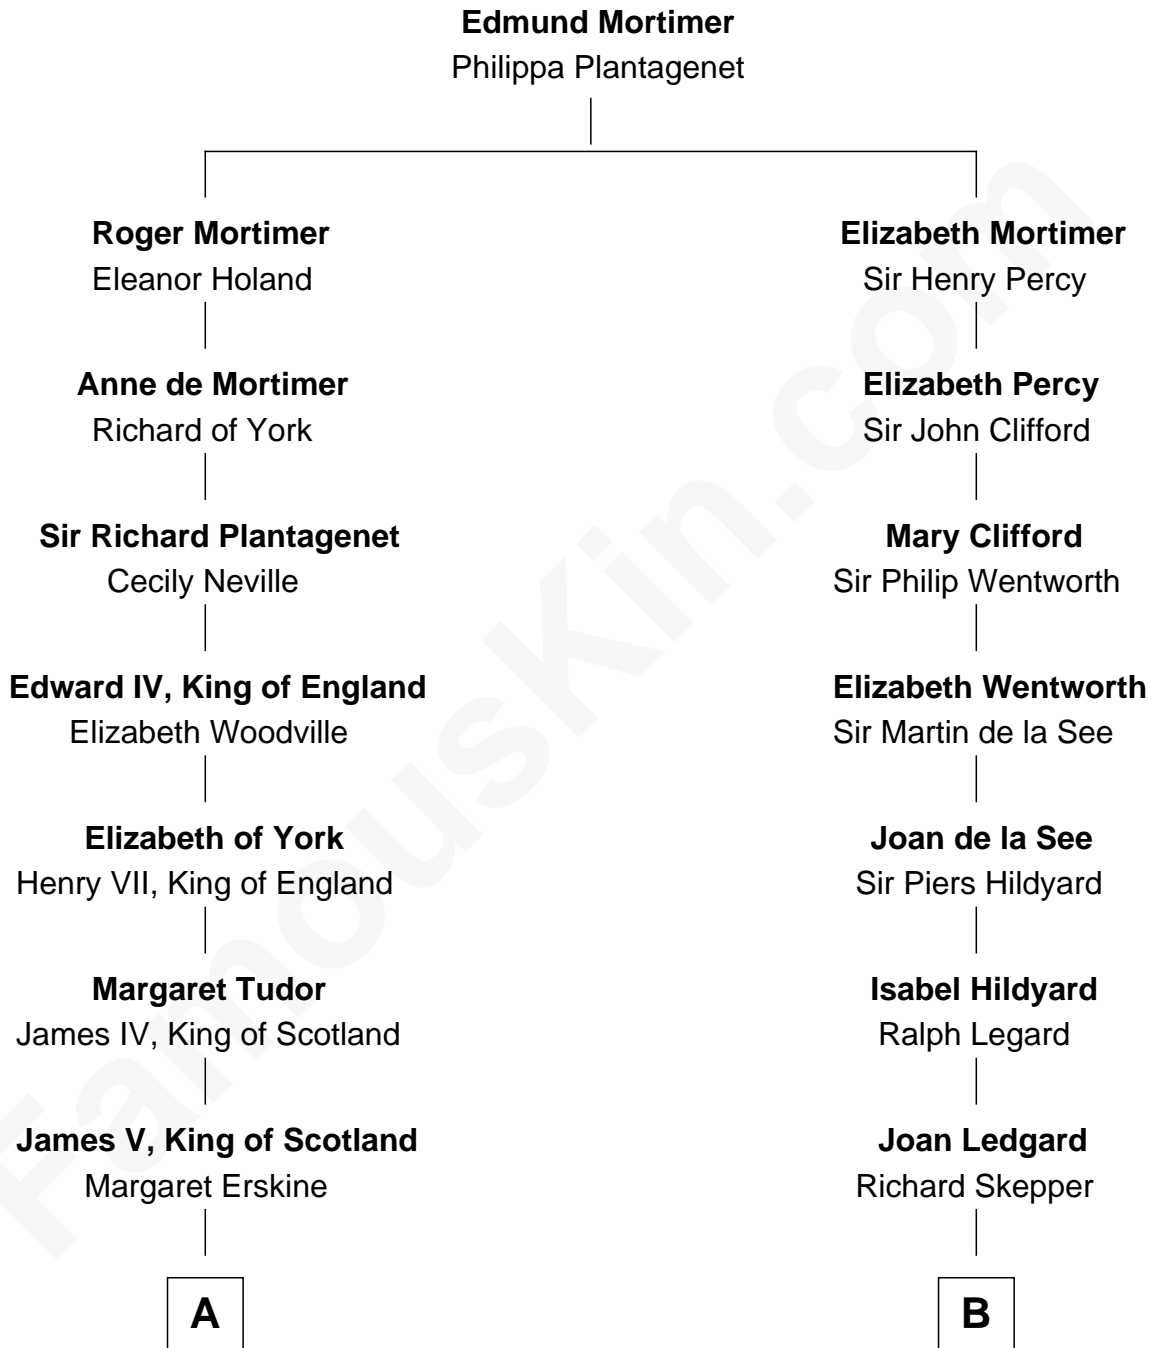 Edmund Mortimer
Philippa Plantagenet
Roger Mortimer
Eleanor Holand
Anne de Mortimer
Richard of York
Sir Richard Plantagenet
Cecily Neville
Edward IV, King of England
Elizabeth Woodville
Elizabeth of York
Henry VII, King of England
Margaret Tudor
James IV, King of Scotland
James V, King of Scotland
Margaret Erskine
A
Elizabeth Mortimer
Sir Henry Percy
Elizabeth Percy
Sir John Clifford
Mary Clifford
Sir Philip Wentworth
Elizabeth Wentworth
Sir Martin de la See
Joan de la See
Sir Piers Hildyard
Isabel Hildyard
Ralph Legard
Joan Ledgard
Richard Skepper
B
FamousKin.com